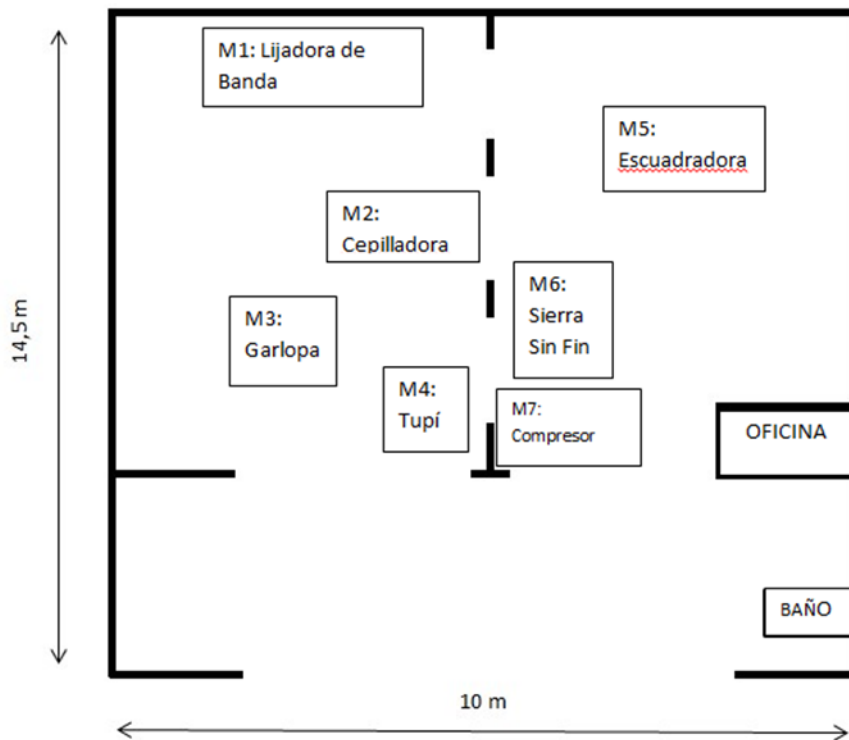 M1: Lijadora de
Banda
M5:
Escuadradora
M2:
Cepilladora
M6:
Sierra
Sin Fin
M3:
Garlopa
14,5 m
M4:
Tupí
M7:
Compresor
OFICINA
BAÑO
10 m